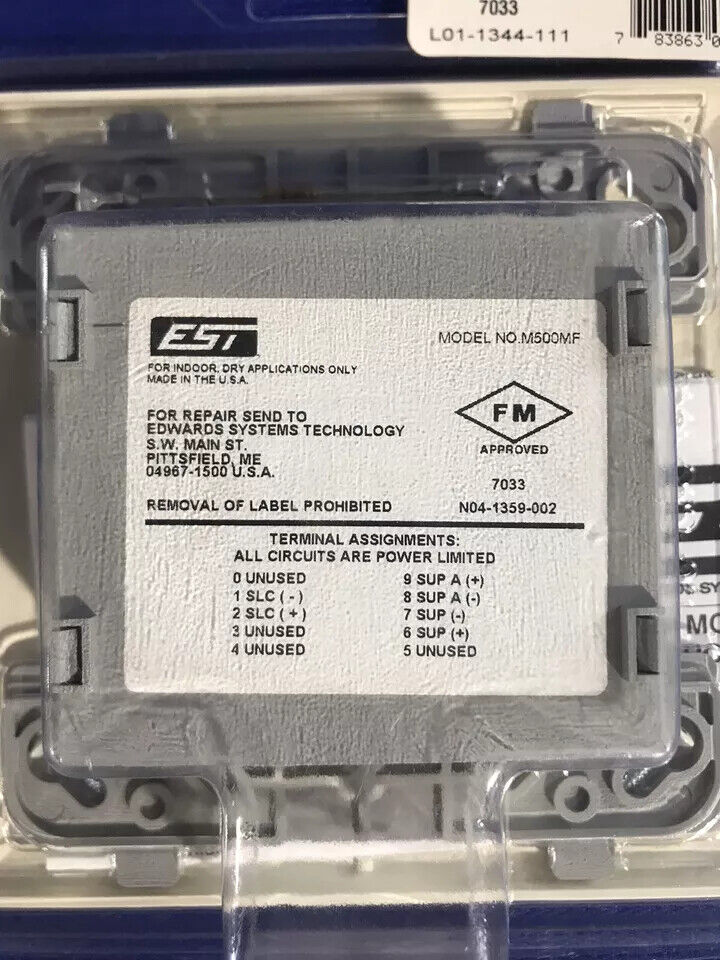 7033
L01-1344-111
7 83863 0
EST
MODEL NO.M500MF
FOR INDOOR, DRY APPLICATIONS ONLY
MADE IN THE U.S.A.
FOR REPAIR SEND TO
EDWARDS SYSTEMS TECHNOLOGY
S.W. MAIN ST.
PITTSFIELD, ME
04967-1500 U.S.A.
FM
APPROVED
7033
REMOVAL OF LABEL PROHIBITED
N04-1359-002
TERMINAL ASSIGNMENTS:
ALL CIRCUITS ARE POWER LIMITED
0 UNUSED
1 SLC ( - )
2 SLC ( + )
3 UNUSED
4 UNUSED
9 SUP A (+)
8 SUP A (-)
7 SUP (-)
6 SUP (+)
5 UNUSED